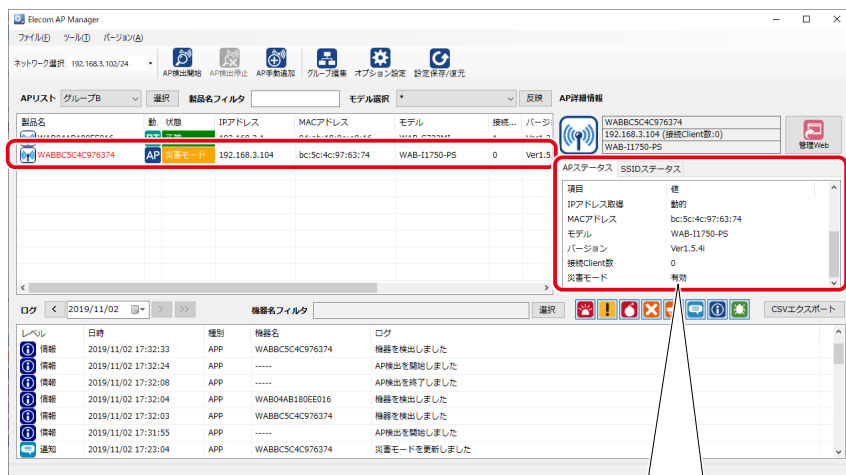 Elecom AP Manager
ファイル(F) ツール(T) バージョン(A)
ネットワーク選択 192.168.3.102/24
AP検出開始 AP検出停止 AP手動追加 グループ編集 オプション設定 設定保存/復元
APリスト グループB 選択 製品名フィルタ モデル選択 * 反映 AP詳細情報
製品名 動. 状態 IPアドレス MACアドレス モデル 接続... バージ
WABBC5C4C976374 AP 災害モード 192.168.3.104 bc:5c:4c:97:63:74 WAB-I1750-PS 0 Ver1.5.
WABBC5C4C976374
192.168.3.104 (接続Client数:0)
WAB-I1750-PS
管理Web
APステータス SSIDステータス
項目 値
IPアドレス取得 動的
MACアドレス bc:5c:4c:97:63:74
モデル WAB-I1750-PS
バージョン Ver1.5.4i
接続Client数 0
災害モード 有効
ログ < 2019/11/02 > >> 機器名フィルタ 選択 CSVエクスポート
レベル 日時 種別 機器名 ログ
情報 2019/11/02 17:32:33 APP WABBC5C4C976374 機器を検出しました
情報 2019/11/02 17:32:24 APP ----- AP検出を開始しました
情報 2019/11/02 17:32:08 APP ----- AP検出を終了しました
情報 2019/11/02 17:32:04 APP WAB04AB180EE016 機器を検出しました
情報 2019/11/02 17:32:03 APP WABBC5C4C976374 機器を検出しました
情報 2019/11/02 17:31:55 APP ----- AP検出を開始しました
通知 2019/11/02 17:23:04 APP WABBC5C4C976374 災害モードを更新しました